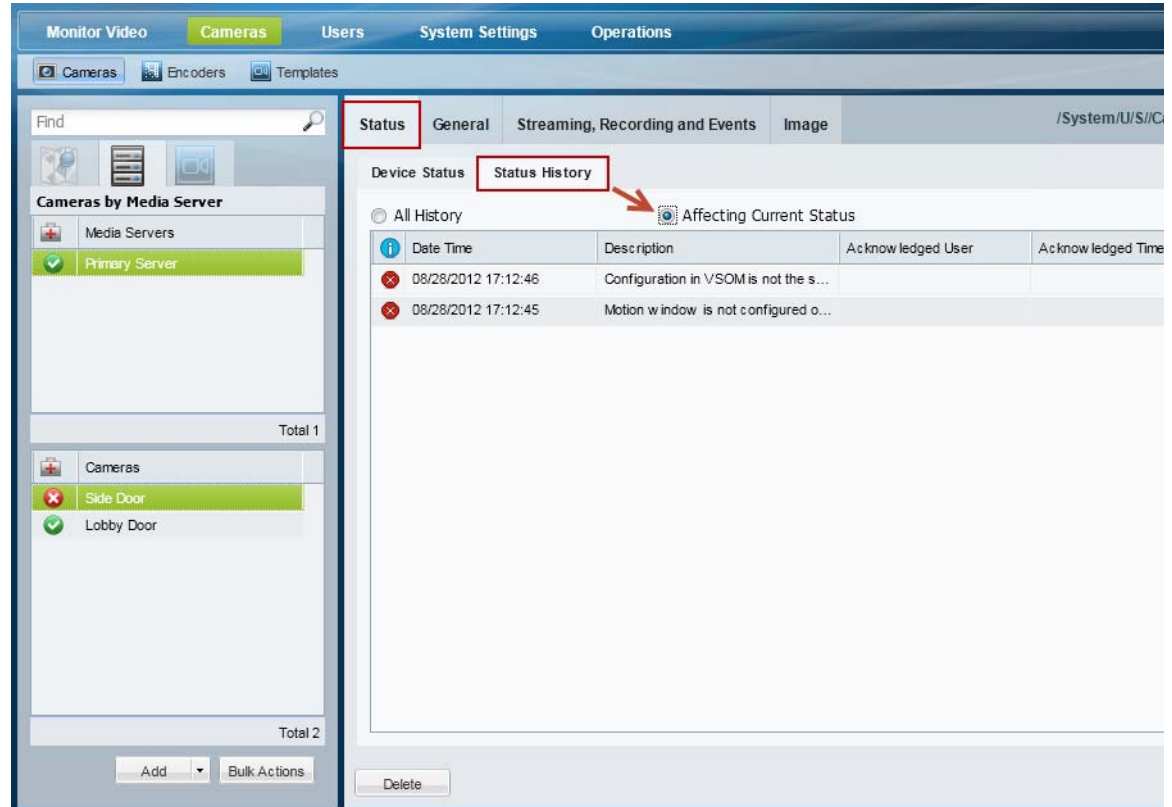 Monitor Video Cameras Users System Settings Operations
Cameras Encoders Templates
Find
Cameras by Media Server
Media Servers
Primary Server
Total 1
Cameras
Side Door
Lobby Door
Total 2
Add Bulk Actions
Status General Streaming, Recording and Events Image /System/U/S//Ca
Device Status Status History
All History Affecting Current Status
Date Time Description Acknowledged User Acknowledged Time
08/28/2012 17:12:46 Configuration in VSOM is not the s...
08/28/2012 17:12:45 Motion window is not configured o...
Delete